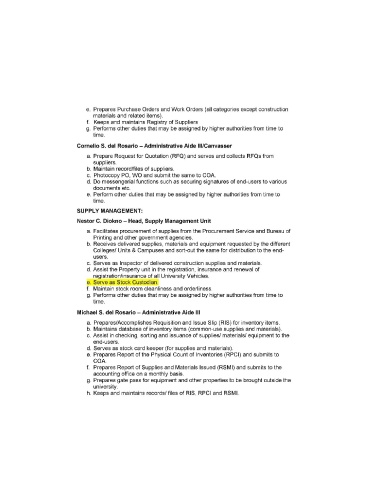 e. Prepares Purchase Orders and Work Orders (all categories except construction
materials and related items).
f. Keeps and maintains Registry of Suppliers
g. Performs other duties that may be assigned by higher authorities from time to
time.
Cornelio S. del Rosario – Administrative Aide III/Canvasser
a. Prepare Request for Quotation (RFQ) and serves and collects RFQs from
suppliers.
b. Maintain record/files of suppliers.
c. Photocopy PO, WO and submit the same to COA.
d. Do messengerial functions such as securing signatures of end-users to various
documents etc.
e. Perform other duties that may be assigned by higher authorities from time to
time.
SUPPLY MANAGEMENT:
Nestor C. Diokno – Head, Supply Management Unit
a. Facilitates procurement of supplies from the Procurement Service and Bureau of
Printing and other government agencies.
b. Receives delivered supplies, materials and equipment requested by the different
Colleges/ Units & Campuses and sort-out the same for distribution to the end-
users.
c. Serves as Inspector of delivered construction supplies and materials.
d. Assist the Property unit in the registration, insurance and renewal of
registration/insurance of all University Vehicles.
e. Serve as Stock Custodian.
f. Maintain stock room cleanliness and orderliness
g. Performs other duties that may be assigned by higher authorities from time to
time.
Michael S. del Rosario – Administrative Aide III
a. Prepares/Accomplishes Requisition and Issue Slip (RIS) for inventory items.
b. Maintains database of inventory items (common-use supplies and materials).
c. Assist in checking, sorting and issuance of supplies/ materials/ equipment to the
end-users.
d. Serves as stock card keeper (for supplies and materials).
e. Prepares Report of the Physical Count of Inventories (RPCI) and submits to
COA.
f. Prepares Report of Supplies and Materials Issued (RSMI) and submits to the
accounting office on a monthly basis.
g. Prepares gate pass for equipment and other properties to be brought outside the
university.
h. Keeps and maintains records/ files of RIS, RPCI and RSMI.